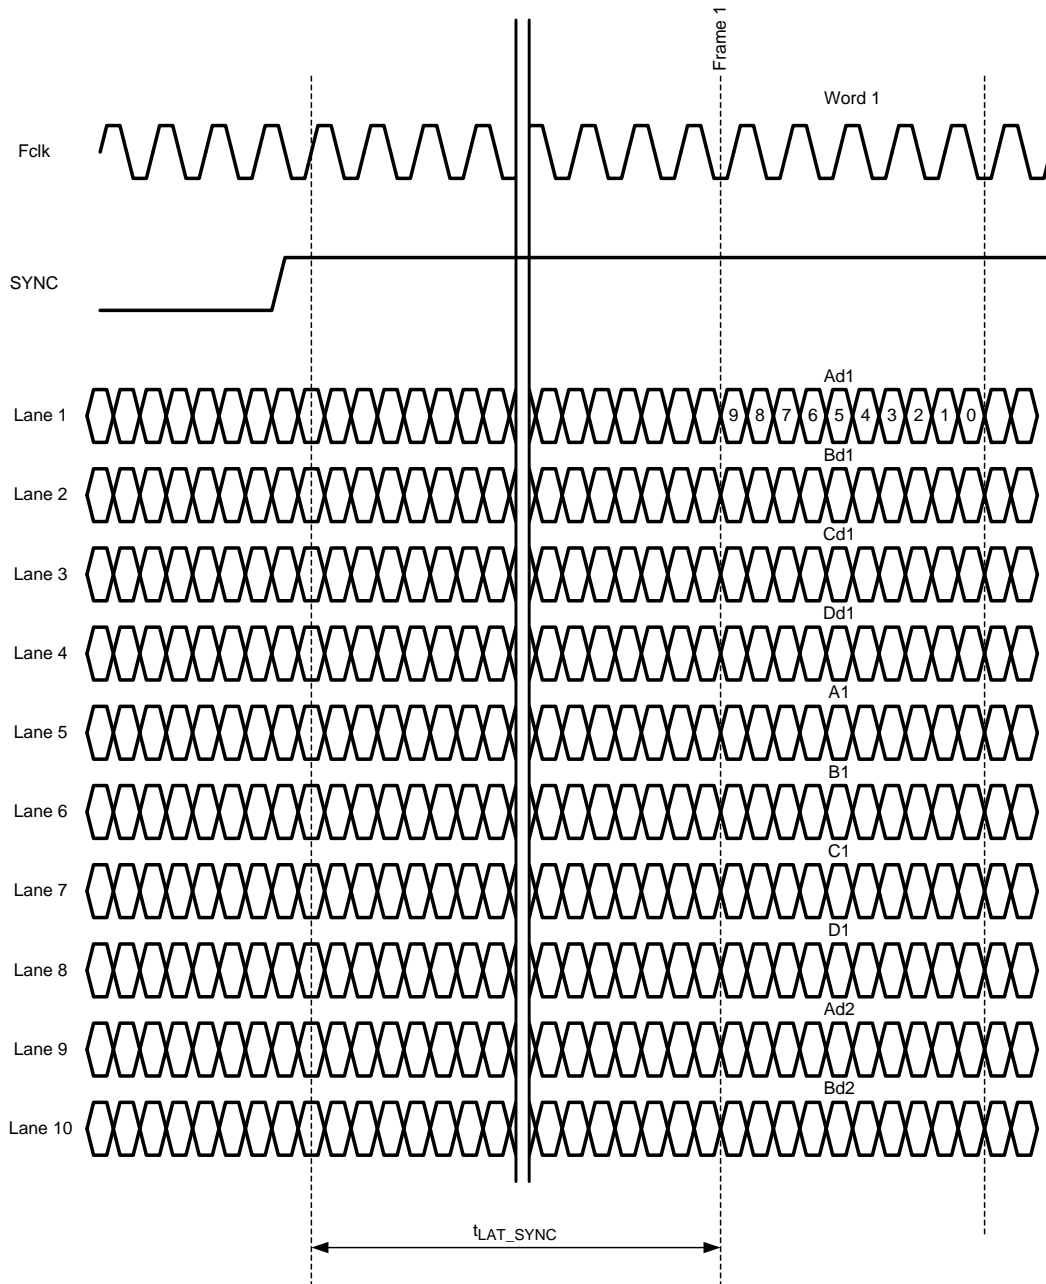 Frame 1
Word 1
Fclk
SYNC
Ad1
Lane 1 9 8 7 6 5 4 3 2 1 0
Bd1
Lane 2
Cd1
Lane 3
Dd1
Lane 4
A1
Lane 5
B1
Lane 6
C1
Lane 7
D1
Lane 8
Ad2
Lane 9
Bd2
Lane 10
tLAT_SYNC